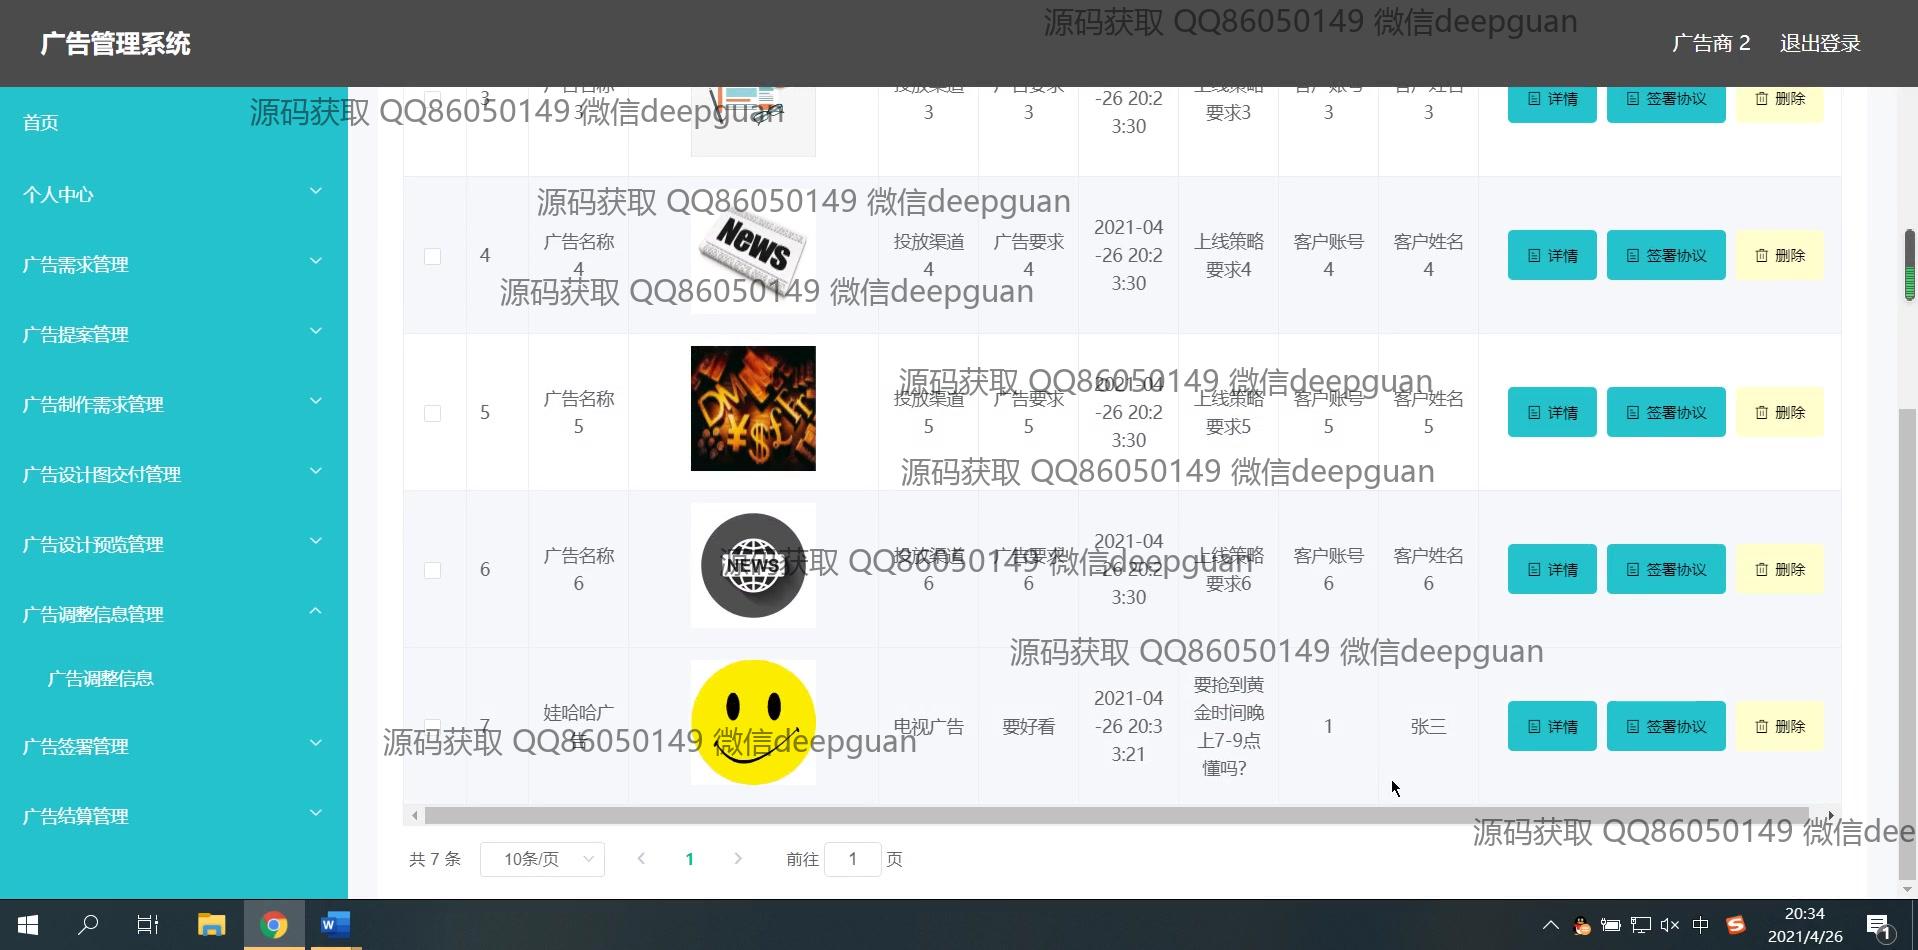 广告管理系统
源码获取 QQ86050149 微信deepguan
广告商 2
退出登录
首页
个人中心
广告需求管理
广告提案管理
广告制作需求管理
广告设计图交付管理
广告设计预览管理
广告调整信息管理
广告调整信息
广告签署管理
广告结算管理
源码获取 QQ86050149 微信deepguan
3
广告名称
3
投放渠道
3
广告要求
3
-26 20:2
3:30
上线策略
要求3
客户账号
3
客户姓名
3
详情
签署协议
删除
源码获取 QQ86050149 微信deepguan
4
广告名称
4
News
投放渠道
4
广告要求
4
2021-04
-26 20:2
3:30
上线策略
要求4
客户账号
4
客户姓名
4
详情
签署协议
删除
源码获取 QQ86050149 微信deepguan
源码获取 QQ86050149 微信deepguan
5
广告名称
5
投放渠道
5
广告要求
5
2021-04
-26 20:2
3:30
上线策略
要求5
客户账号
5
客户姓名
5
详情
签署协议
删除
源码获取 QQ86050149 微信deepguan
源码获取 QQ86050149 微信deepguan
6
广告名称
6
NEWS
投放渠道
6
广告要求
6
2021-04
-26 20:2
3:30
上线策略
要求6
客户账号
6
客户姓名
6
详情
签署协议
删除
源码获取 QQ86050149 微信deepguan
7
娃哈哈广
告
电视广告
要好看
2021-04
-26 20:3
3:21
要抢到黄
金时间晚
上7-9点
懂吗?
1
张三
详情
签署协议
删除
源码获取 QQ86050149 微信deepguan
源码获取 QQ86050149 微信dee
共 7 条
10条/页
1
前往 1 页
中
20:34
2021/4/26
1